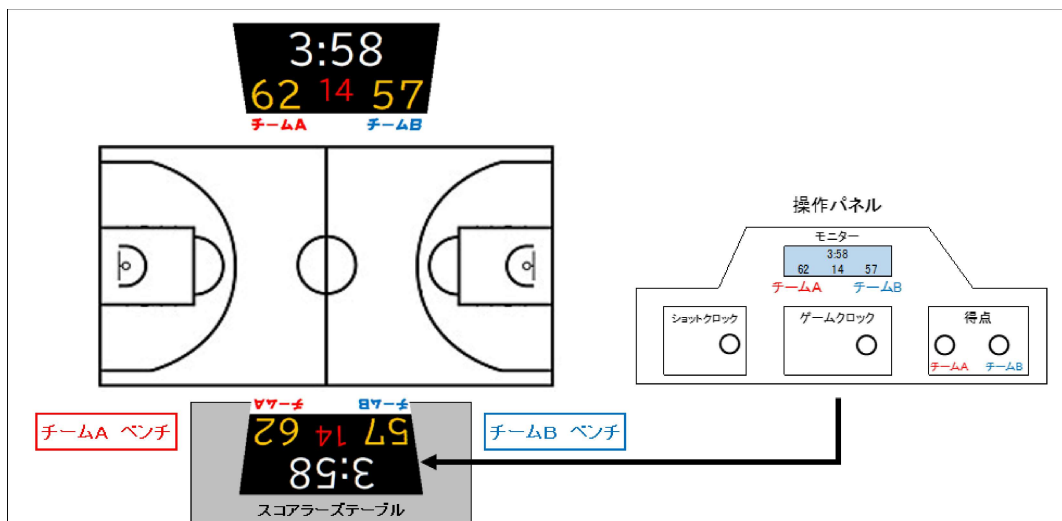 3:58
62 14 57
チームA チームB
操作パネル
モニター
3:58
62 14 57
チームA チームB
ショットクロック
ゲームクロック
得点
チームA チームB
チームA ベンチ
チームA チームB
62 14 57
3:58
チームB ベンチ
スコアラーズテーブル